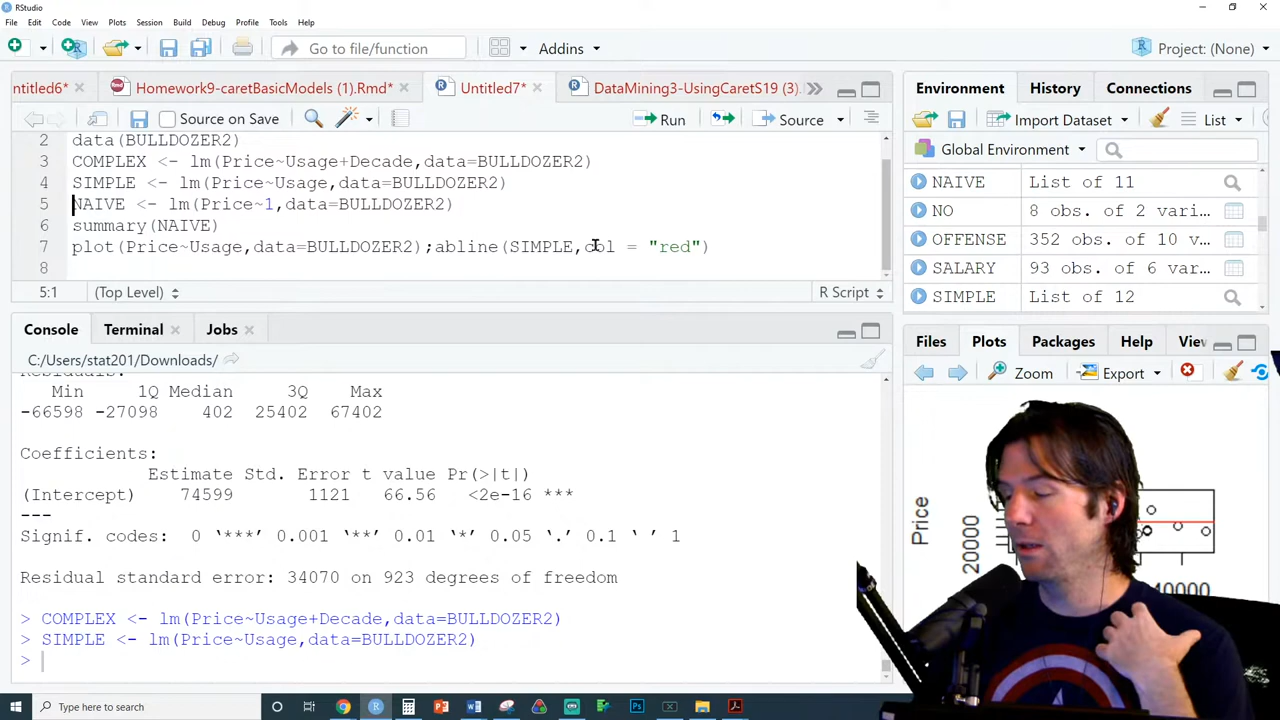 RStudio
File Edit Code View Plots Session Build Debug Profile Tools Help
Go to file/function Addins Project: (None)
ntitled6* Homework9-caretBasicModels (1).Rmd* Untitled7* DataMining3-UsingCaretS19 (3).
Source on Save Run Source
2 data(BULLDOZER2)
3 COMPLEX <- lm(Price~Usage+Decade,data=BULLDOZER2)
4 SIMPLE <- lm(Price~Usage,data=BULLDOZER2)
5 NAIVE <- lm(Price~1,data=BULLDOZER2)
6 summary(NAIVE)
7 plot(Price~Usage,data=BULLDOZER2);abline(SIMPLE,col = "red")
8
5:1 (Top Level) R Script
Console Terminal Jobs
C:/Users/stat201/Downloads/
Residuals:
Min 1Q Median 3Q Max
-66598 -27098 402 25402 67402
Coefficients:
Estimate Std. Error t value Pr(>|t|)
(Intercept) 74599 1121 66.56 <2e-16 ***
---
Signif. codes: 0 ‘***’ 0.001 ‘**’ 0.01 ‘*’ 0.05 ‘.’ 0.1 ‘ ’ 1
Residual standard error: 34070 on 923 degrees of freedom
> COMPLEX <- lm(Price~Usage+Decade,data=BULLDOZER2)
> SIMPLE <- lm(Price~Usage,data=BULLDOZER2)
>
Environment History Connections
Import Dataset List
Global Environment
NAIVE List of 11
NO 8 obs. of 2 vari…
OFFENSE 352 obs. of 10 v…
SALARY 93 obs. of 6 var…
SIMPLE List of 12
Files Plots Packages Help Vie
Zoom Export
Price
20000
40000
Type here to search